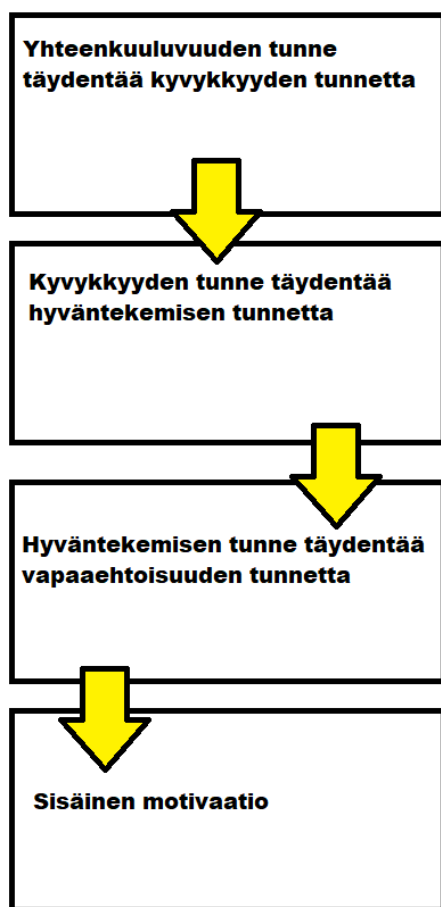 Yhteenkuuluvuuden tunne
täydentää kyvykkyyden tunnetta
Kyvykkyyden tunne täydentää
hyväntekemisen tunnetta
Hyväntekemisen tunne täydentää
vapaaehtoisuuden tunnetta
Sisäinen motivaatio